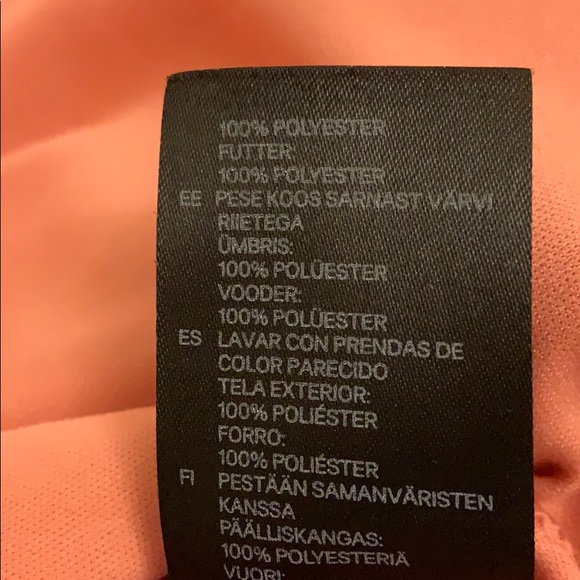 100% POLYESTER
FUTTER:
100% POLYESTER
EE PESE KOOS SARNAST VÄRVI
RIIETEGA
ÜMBRIS:
100% POLÜESTER
VOODER:
100% POLÜESTER
ES LAVAR CON PRENDAS DE
COLOR PARECIDO
TELA EXTERIOR:
100% POLIÉSTER
FORRO:
100% POLIÉSTER
FI PESTÄÄN SAMANVÄRISTEN
KANSSA
PÄÄLLISKANGAS:
100% POLYESTERIÄ
VUORI: